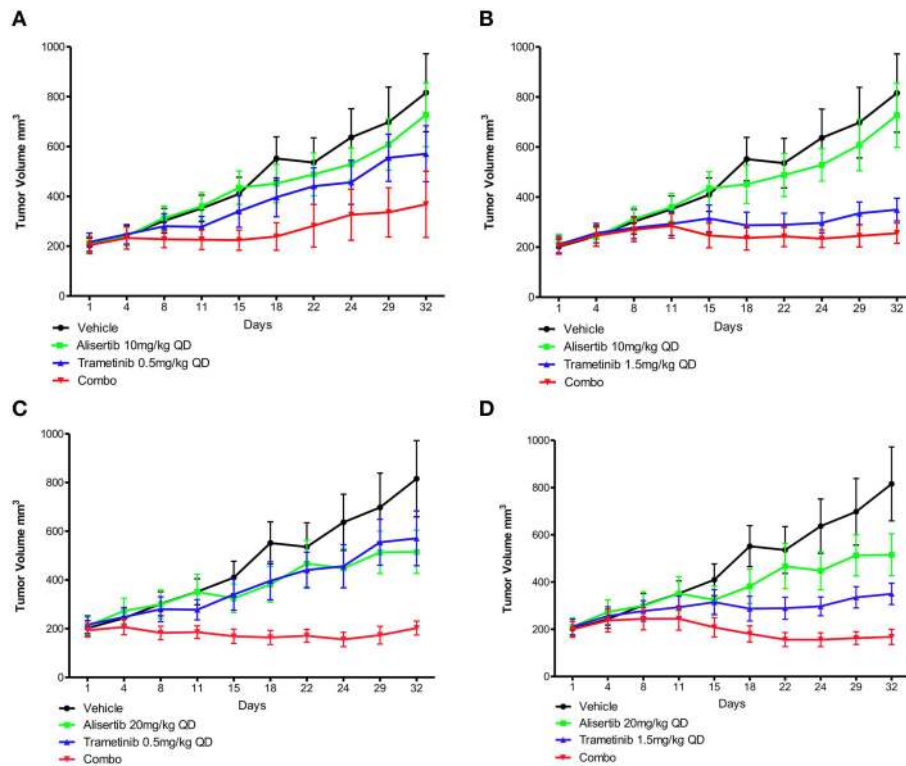 A
Tumor Volume mm³
1000
800
600
400
200
0
1 4 8 11 15 18 22 24 29 32
Days
Vehicle
Alisertib 10mg/kg QD
Trametinib 0.5mg/kg QD
Combo
B
Tumor Volume mm³
1000
800
600
400
200
0
1 4 8 11 15 18 22 24 29 32
Days
Vehicle
Alisertib 10mg/kg QD
Trametinib 1.5mg/kg QD
Combo
C
Tumor Volume mm³
1000
800
600
400
200
0
1 4 8 11 15 18 22 24 29 32
Days
Vehicle
Alisertib 20mg/kg QD
Trametinib 0.5mg/kg QD
Combo
D
Tumor Volume mm³
1000
800
600
400
200
0
1 4 8 11 15 18 22 24 29 32
Days
Vehicle
Alisertib 20mg/kg QD
Trametinib 1.5mg/kg QD
Combo